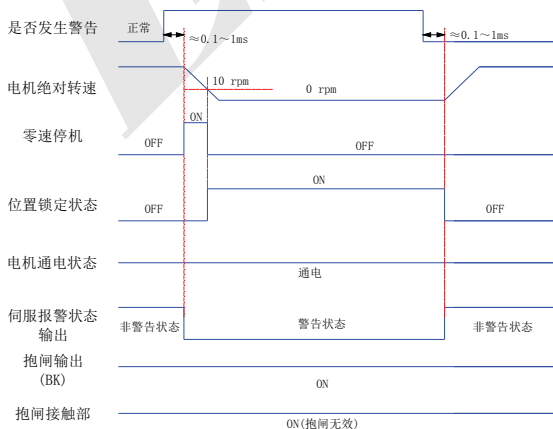 是否发生警告
正常
≈0.1～1ms
≈0.1～1ms
电机绝对转速
10 rpm
0 rpm
零速停机
OFF
ON
OFF
位置锁定状态
OFF
ON
OFF
电机通电状态
通电
伺服报警状态
输出
非警告状态
警告状态
非警告状态
抱闸输出
(BK)
ON
抱闸接触部
ON(抱闸无效)